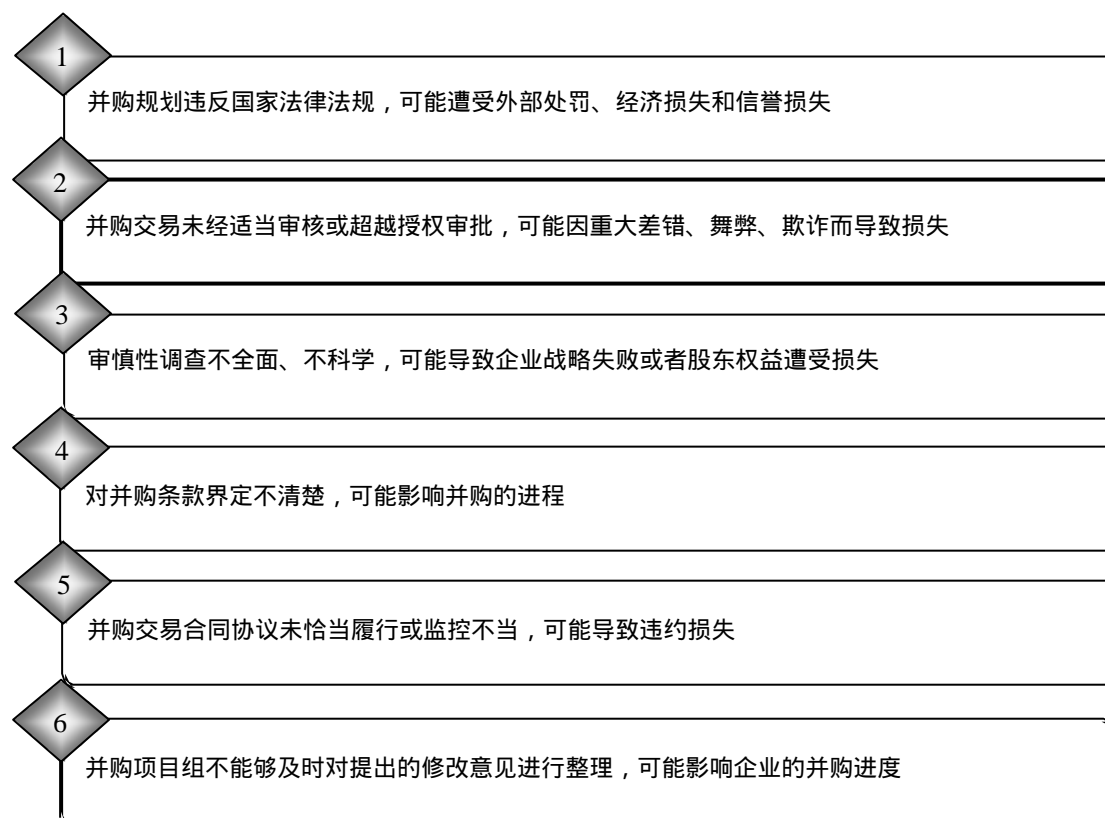 1
并购规划违反国家法律法规，可能遭受外部处罚、经济损失和信誉损失
2
并购交易未经适当审核或超越授权审批，可能因重大差错、舞弊、欺诈而导致损失
3
审慎性调查不全面、不科学，可能导致企业战略失败或者股东权益遭受损失
4
对并购条款界定不清楚，可能影响并购的进程
5
并购交易合同协议未恰当履行或监控不当，可能导致违约损失
6
并购项目组不能够及时对提出的修改意见进行整理，可能影响企业的并购进度